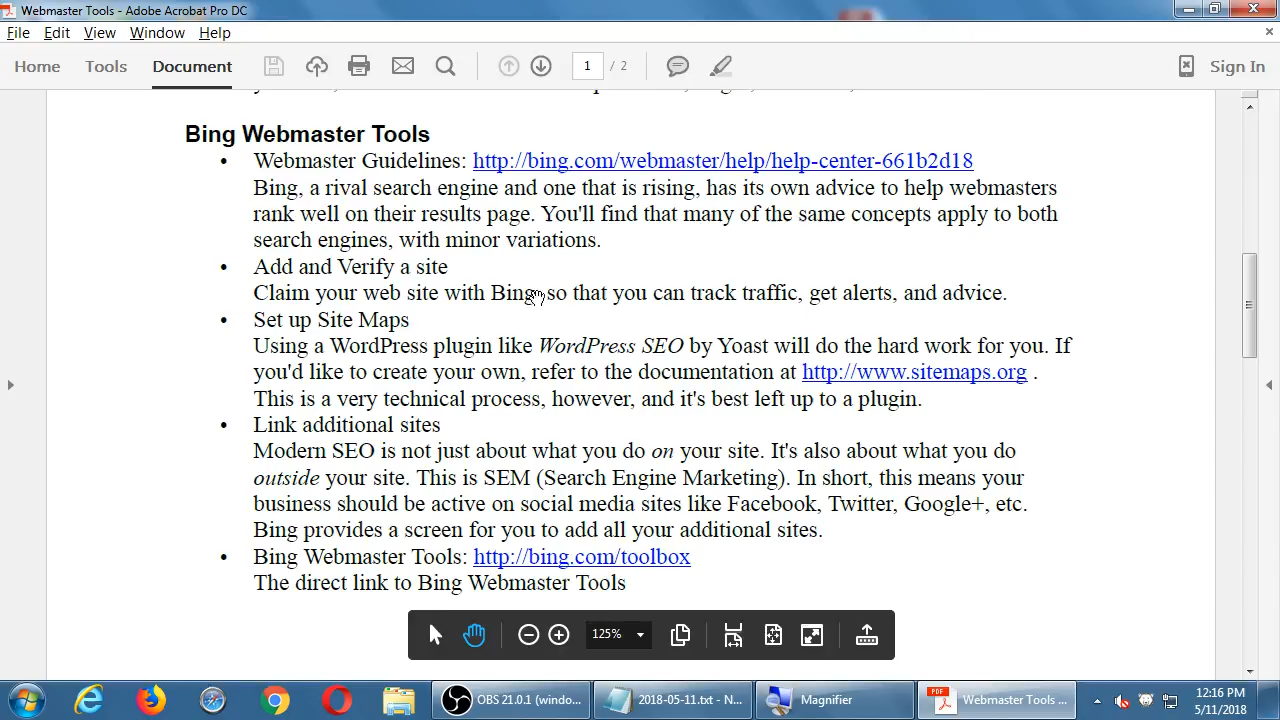 Webmaster Tools - Adobe Acrobat Pro DC
File Edit View Window Help
Home Tools Document 1 / 2 Sign In
Bing Webmaster Tools
• Webmaster Guidelines: http://bing.com/webmaster/help/help-center-661b2d18
Bing, a rival search engine and one that is rising, has its own advice to help webmasters
rank well on their results page. You'll find that many of the same concepts apply to both
search engines, with minor variations.
• Add and Verify a site
Claim your web site with Bing, so that you can track traffic, get alerts, and advice.
• Set up Site Maps
Using a WordPress plugin like WordPress SEO by Yoast will do the hard work for you. If
you'd like to create your own, refer to the documentation at http://www.sitemaps.org .
This is a very technical process, however, and it's best left up to a plugin.
• Link additional sites
Modern SEO is not just about what you do on your site. It's also about what you do
outside your site. This is SEM (Search Engine Marketing). In short, this means your
business should be active on social media sites like Facebook, Twitter, Google+, etc.
Bing provides a screen for you to add all your additional sites.
• Bing Webmaster Tools: http://bing.com/toolbox
The direct link to Bing Webmaster Tools
125%
OBS 21.0.1 (windo... 2018-05-11.txt - N... Magnifier PDF Webmaster Tools ... 12:16 PM
5/11/2018